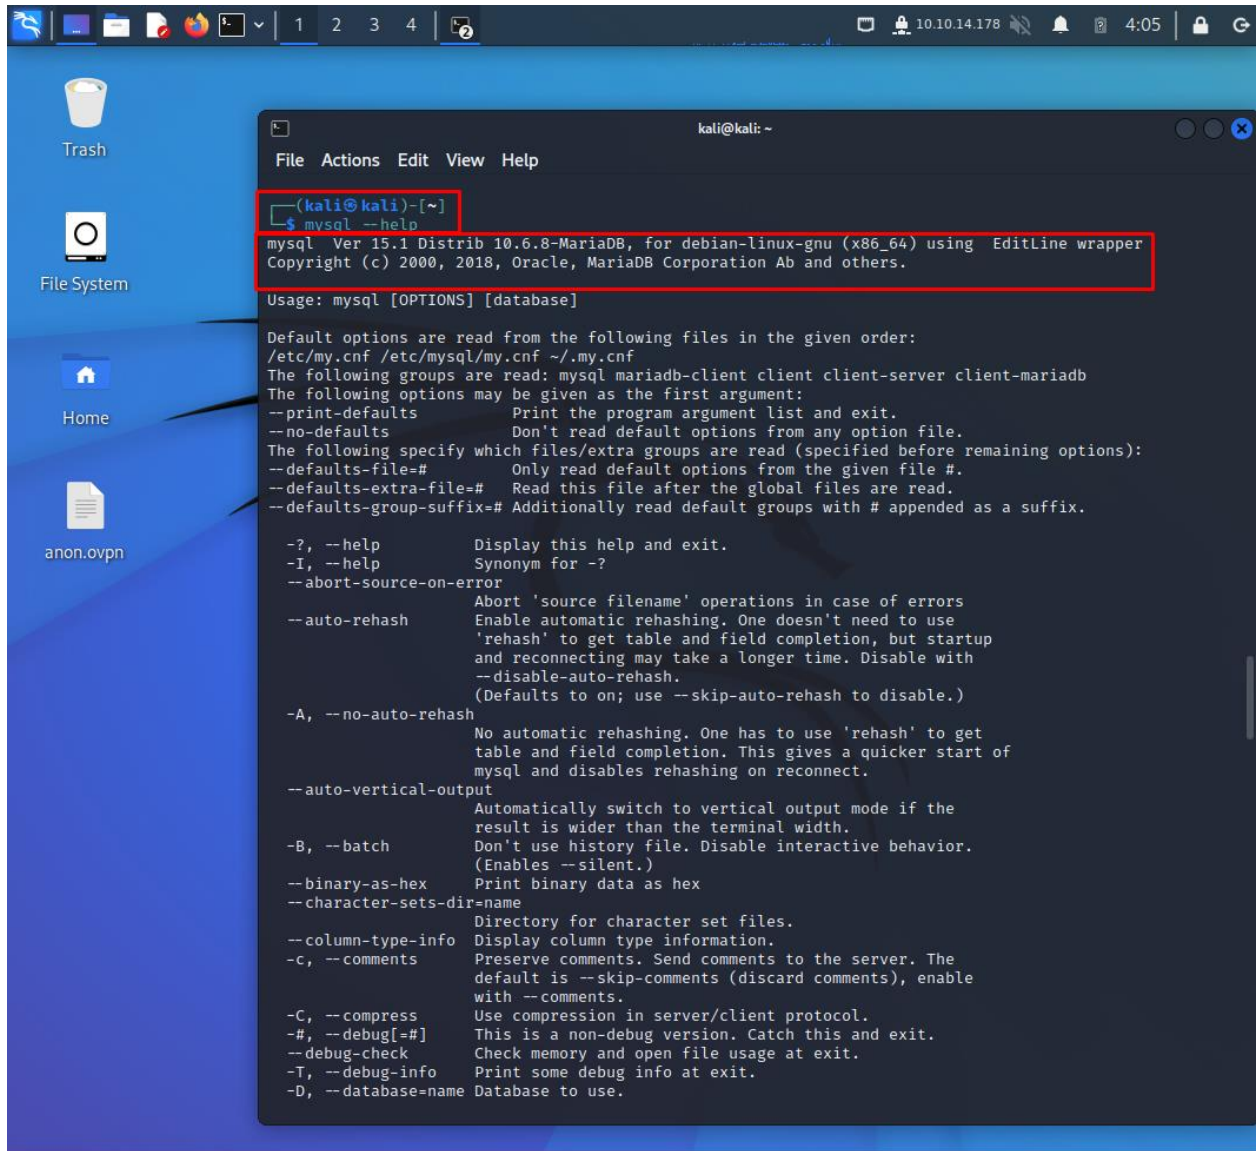 1 2 3 4 2 10.10.14.178 4:05
Trash
File System
Home
anon.ovpn
kali@kali: ~
File Actions Edit View Help
┌──(kali㉿kali)-[~]
└─$ mysql --help
mysql  Ver 15.1 Distrib 10.6.8-MariaDB, for debian-linux-gnu (x86_64) using  EditLine wrapper
Copyright (c) 2000, 2018, Oracle, MariaDB Corporation Ab and others.
Usage: mysql [OPTIONS] [database]
Default options are read from the following files in the given order:
/etc/my.cnf /etc/mysql/my.cnf ~/.my.cnf
The following groups are read: mysql mariadb-client client client-server client-mariadb
The following options may be given as the first argument:
--print-defaults          Print the program argument list and exit.
--no-defaults             Don't read default options from any option file.
The following specify which files/extra groups are read (specified before remaining options):
--defaults-file=#         Only read default options from the given file #.
--defaults-extra-file=#   Read this file after the global files are read.
--defaults-group-suffix=# Additionally read default groups with # appended as a suffix.
-?, --help          Display this help and exit.
-I, --help          Synonym for -?
--abort-source-on-error
Abort 'source filename' operations in case of errors
--auto-rehash       Enable automatic rehashing. One doesn't need to use
'rehash' to get table and field completion, but startup
and reconnecting may take a longer time. Disable with
--disable-auto-rehash.
(Defaults to on; use --skip-auto-rehash to disable.)
-A, --no-auto-rehash
No automatic rehashing. One has to use 'rehash' to get
table and field completion. This gives a quicker start of
mysql and disables rehashing on reconnect.
--auto-vertical-output
Automatically switch to vertical output mode if the
result is wider than the terminal width.
-B, --batch         Don't use history file. Disable interactive behavior.
(Enables --silent.)
--binary-as-hex     Print binary data as hex
--character-sets-dir=name
Directory for character set files.
--column-type-info  Display column type information.
-c, --comments      Preserve comments. Send comments to the server. The
default is --skip-comments (discard comments), enable
with --comments.
-C, --compress      Use compression in server/client protocol.
-#, --debug[=#]     This is a non-debug version. Catch this and exit.
--debug-check       Check memory and open file usage at exit.
-T, --debug-info    Print some debug info at exit.
-D, --database=name Database to use.